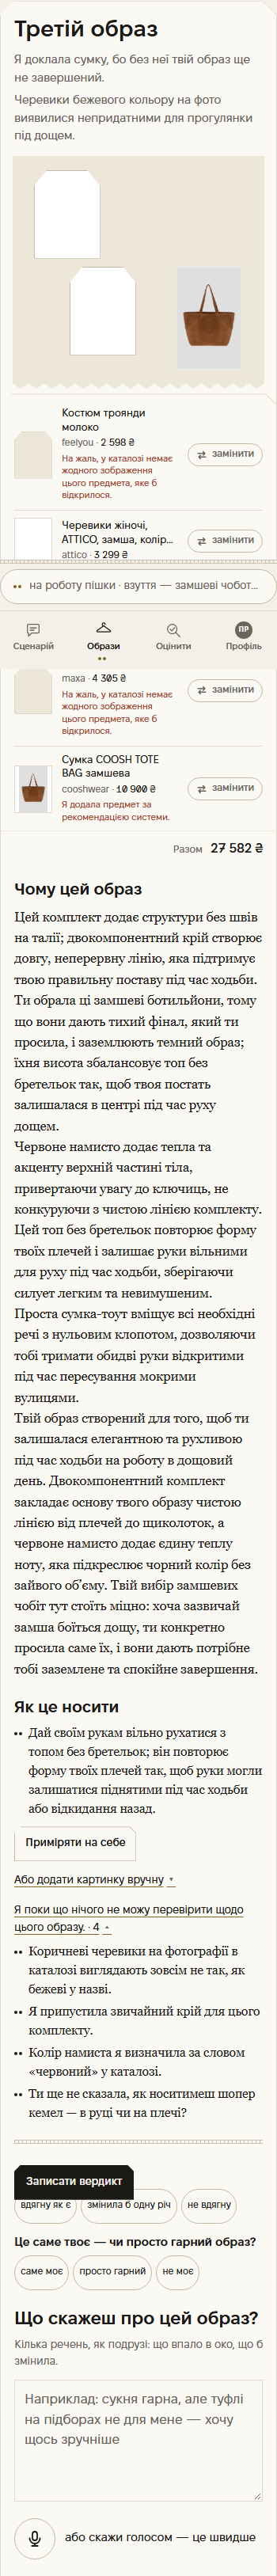 Третій образ
Я доклала сумку, бо без неї твій образ ще
не завершений.
Черевики бежевого кольору на фото
виявилися непридатними для прогулянки
під дощем.
Костюм троянди
молоко
feelyou · 2 598 ₴
На жаль, у каталозі немає
жодного зображення
цього предмета, яке б
відкрилося.
замінити
Черевики жіночі,
ATTICO, замша, колір...
attico · 3 299 ₴
замінити
•• на роботу пішки · взуття — замшеві чобот...
Сценарій
Образи
Оцінити
ПР
Профіль
maxa · 4 305 ₴
На жаль, у каталозі немає
жодного зображення
цього предмета, яке б
відкрилося.
замінити
Сумка COOSH TOTE
BAG замшева
cooshwear · 10 900 ₴
Я додала предмет за
рекомендацією системи.
замінити
Разом 27 582 ₴
Чому цей образ
Цей комплект додає структури без швів
на талії; двокомпонентний крій створює
довгу, неперервну лінію, яка підтримує
твою правильну поставу під час ходьби.
Ти обрала ці замшеві ботильйони, тому
що вони дають тихий фінал, який ти
просила, і заземлюють темний образ;
їхня висота збалансовує топ без
бретельок так, щоб твоя постать
залишалася в центрі під час руху
дощем.
Червоне намисто додає тепла та
акценту верхній частині тіла,
привертаючи увагу до ключиць, не
конкуруючи з чистою лінією комплекту.
Цей топ без бретельок повторює форму
твоїх плечей і залишає руки вільними
для руху під час ходьби, зберігаючи
силует легким та невимушеним.
Проста сумка-тоут вміщує всі необхідні
речі з нульовим клопотом, дозволяючи
тобі тримати обидві руки відкритими
під час пересування мокрими
вулицями.
Твій образ створений для того, щоб ти
залишалася елегантною та рухливою
під час ходьби на роботу в дощовий
день. Двокомпонентний комплект
закладає основу твого образу чистою
лінією від плечей до щиколоток, а
червоне намисто додає єдину теплу
ноту, яка підкреслює чорний колір без
зайвого об’єму. Твій вибір замшевих
чобіт тут стоїть міцно: хоча зазвичай
замша боїться дощу, ти конкретно
просила саме їх, і вони дають потрібне
тобі заземлене та спокійне завершення.
Як це носити
•• Дай своїм рукам вільно рухатися з
топом без бретельок; він повторює
форму твоїх плечей так, щоб руки могли
залишатися піднятими під час ходьби
або відкидання назад.
Приміряти на себе
Або додати картинку вручну
Я поки що нічого не можу перевірити щодо
цього образу. · 4
•• Коричневі черевики на фотографії в
каталозі виглядають зовсім не так, як
бежеві у назві.
•• Я припустила звичайний крій для цього
комплекту.
•• Колір намиста я визначила за словом
«червоний» у каталозі.
•• Ти ще не сказала, як носитимеш шопер
кемел — в руці чи на плечі?
Записати вердикт
вдягну як є
змінила б одну річ
не вдягну
Це саме твоє — чи просто гарний образ?
саме моє
просто гарний
не моє
Що скажеш про цей образ?
Кілька речень, як подрузі: що впало в око, що б
змінила.
Наприклад: сукня гарна, але туфлі
на підборах не для мене — хочу
щось зручніше
або скажи голосом — це швидше